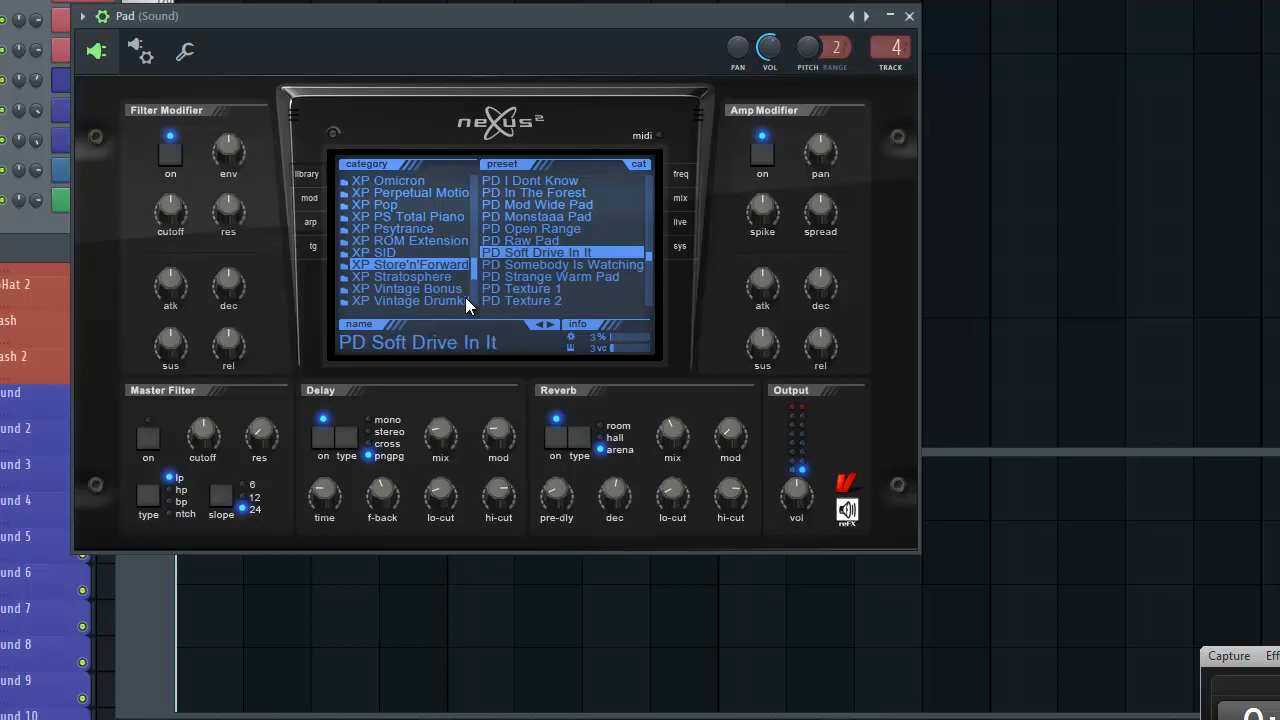 Pad (Sound)
2
4
PAN
VOL
PITCH
RANGE
TRACK
Filter Modifier
on
env
cutoff
res
atk
dec
sus
rel
nexus²
midi
library
mod
arp
tg
freq
mix
live
sys
category
preset
cat
XP Omicron
XP Perpetual Motio
XP Pop
XP PS Total Piano
XP Psytrance
XP ROM Extension
XP SID
XP Store'n'Forward
XP Stratosphere
XP Vintage Bonus
XP Vintage Drumk
PD I Dont Know
PD In The Forest
PD Mod Wide Pad
PD Monstaaa Pad
PD Open Range
PD Raw Pad
PD Soft Drive In It
PD Somebody Is Watching
PD Strange Warm Pad
PD Texture 1
PD Texture 2
name
info
PD Soft Drive In It
3 %
3 vc
Amp Modifier
on
pan
spike
spread
atk
dec
sus
rel
Master Filter
on
cutoff
res
type
lp
hp
bp
ntch
slope
6
12
24
Delay
on
type
mono
stereo
cross
pngpg
mix
mod
time
f-back
lo-cut
hi-cut
Reverb
on
type
room
hall
arena
mix
mod
pre-dly
dec
lo-cut
hi-cut
Output
vol
reFX
oHat 2
ash
ash 2
und
und 2
und 3
und 4
und 5
und 6
und 7
und 8
und 9
und 10
Capture
Eff